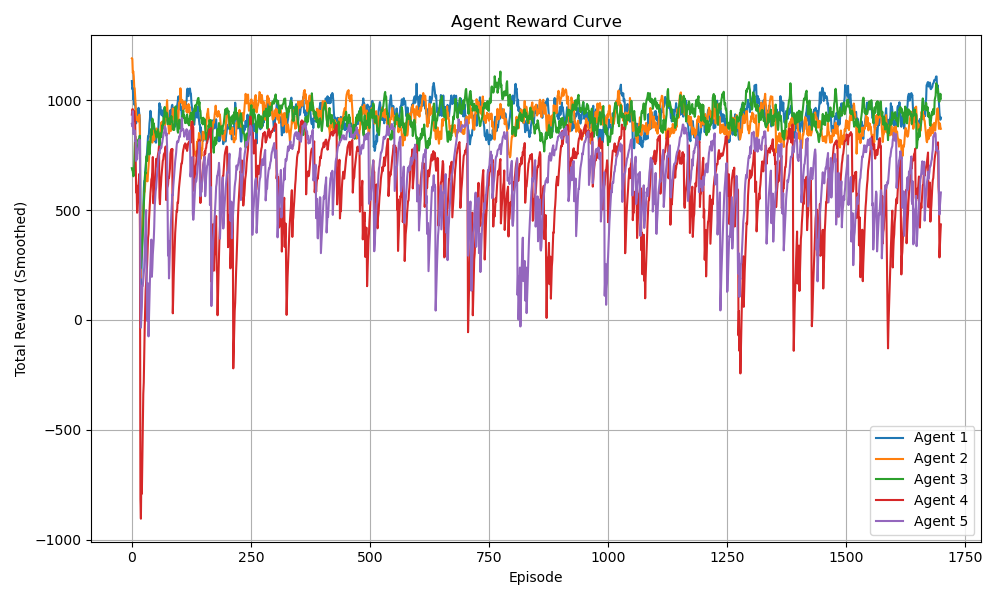 Agent Reward Curve
Total Reward (Smoothed)
1000
500
0
−500
−1000
0 250 500 750 1000 1250 1500 1750
Episode
Agent 1
Agent 2
Agent 3
Agent 4
Agent 5